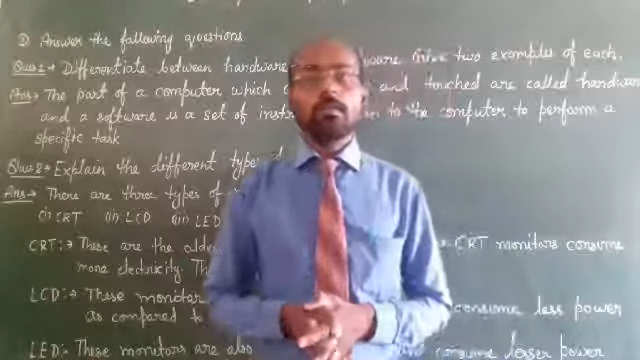 D Answer the following questions
Ques:1 Differentiate between hardware ware Give two examples of each.
Ans:→ The part of a computer which and touched are called hardware
and a software is a set of inst to the computer to perform a
specific task
Ques:2 Explain the different type
Ans:→ There are three types of
(i) CRT (ii) LCD (iii) LED
CRT:→ These are the oldes CRT monitors consume
more electricity. Th
LCD:→ These monitor consume less power
as compared to
LED:→ These monitors are also consume lesser power